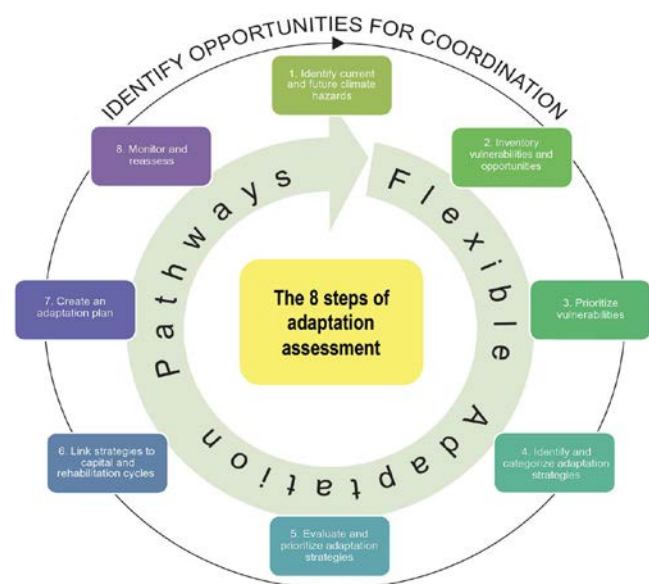 IDENTIFY OPPORTUNITIES FOR COORDINATION
1. Identify current
and future climate
hazards
2. Inventory
vulnerabilities and
opportunities
3. Prioritize
vulnerabilities
4. Identify and
categorize adaptation
strategies
5. Evaluate and
prioritize adaptation
strategies
6. Link strategies to
capital and
rehabilitation cycles
7. Create an
adaptation plan
8. Monitor and
reassess
Flexible Adaptation Pathways
The 8 steps of
adaptation
assessment